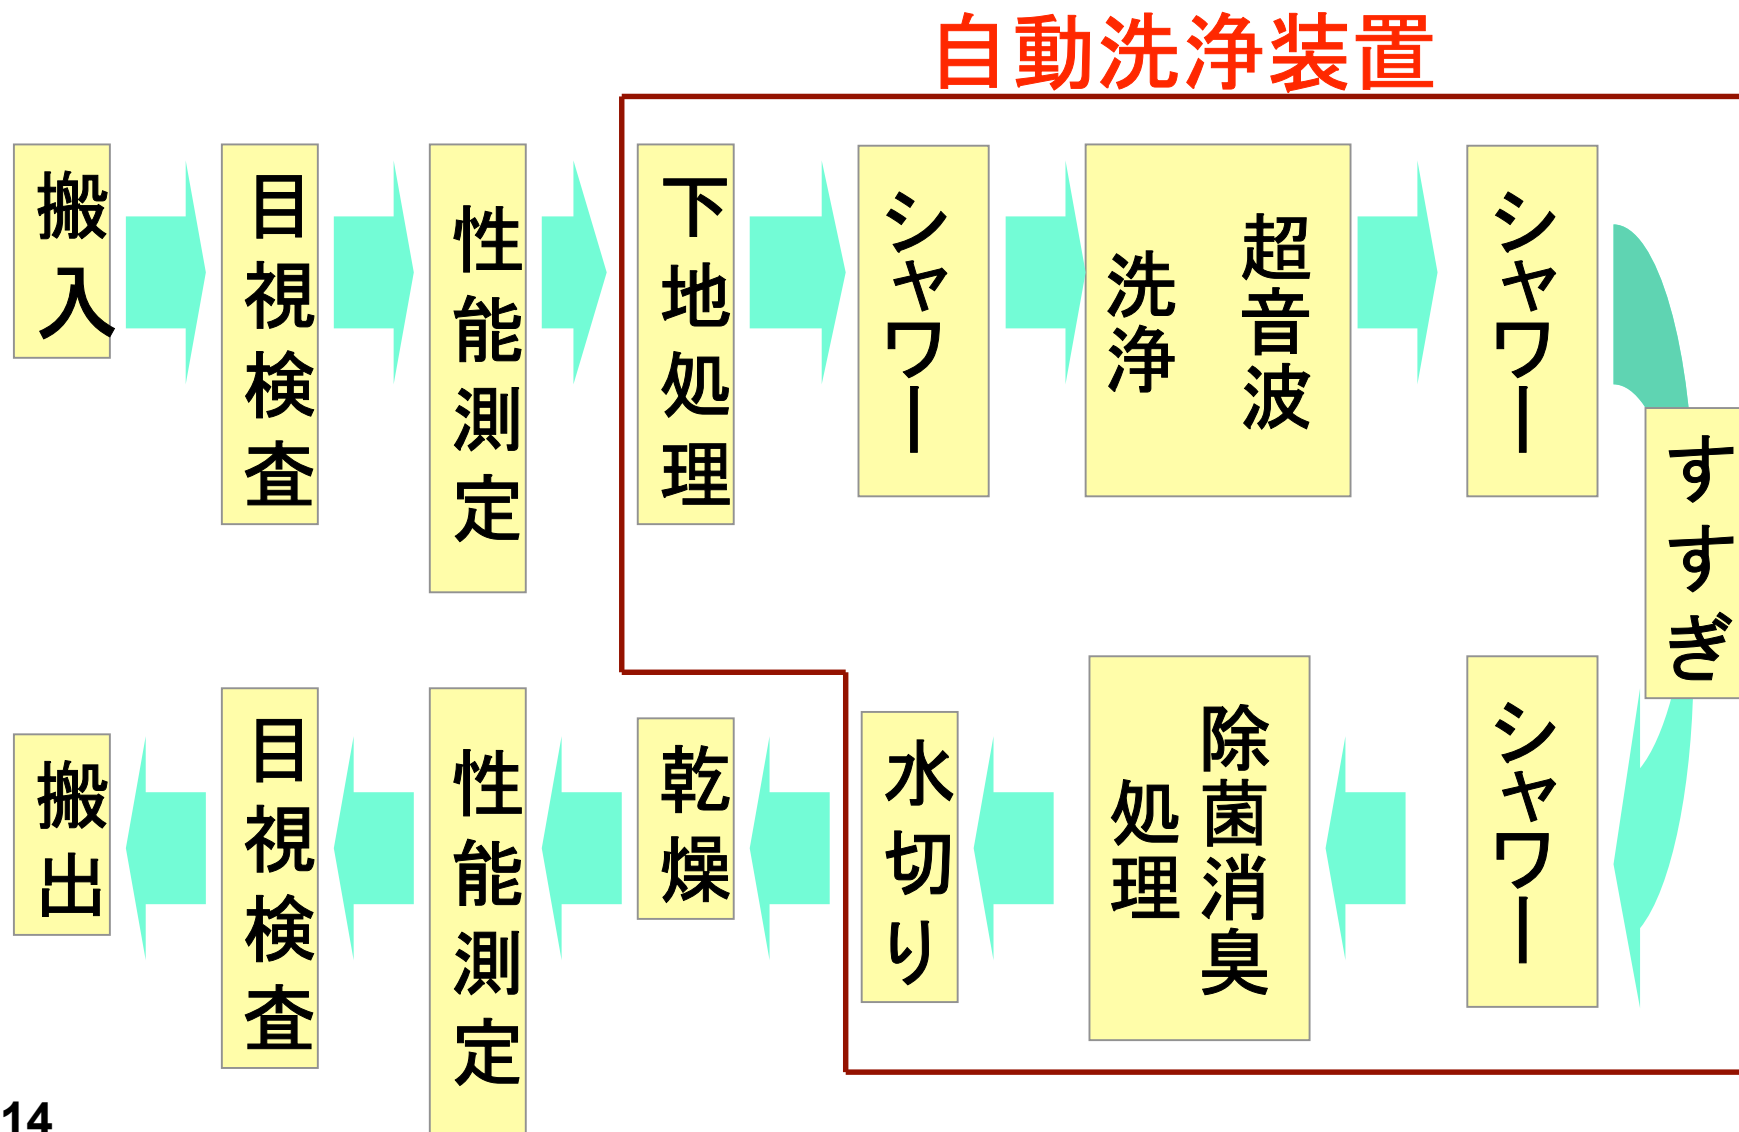 自動洗浄装置
搬入
目視検査
性能測定
下地処理
シャワー
超音波
洗浄
シャワー
すすぎ
シャワー
除菌消臭
処理
水切り
乾燥
性能測定
目視検査
搬出
14